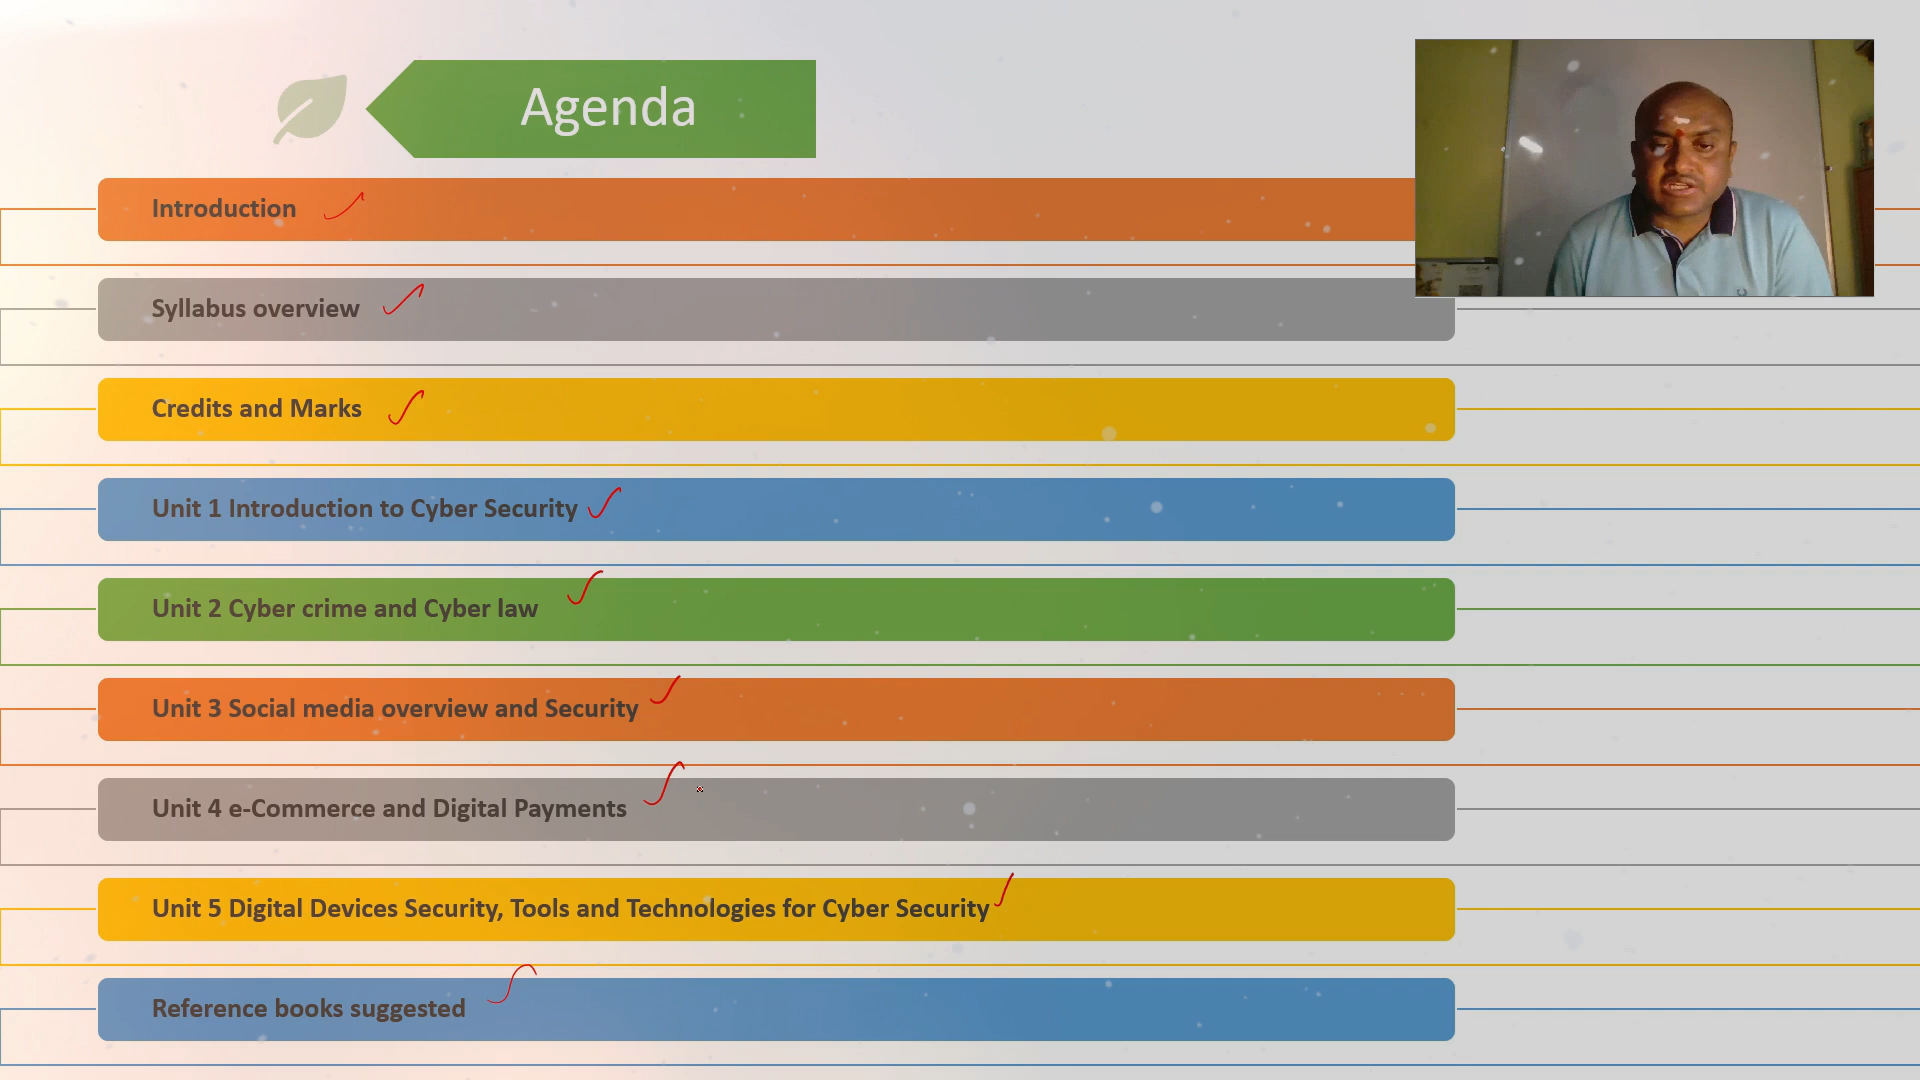 Agenda
Introduction
Syllabus overview
Credits and Marks
Unit 1 Introduction to Cyber Security
Unit 2 Cyber crime and Cyber law
Unit 3 Social media overview and Security
Unit 4 e-Commerce and Digital Payments
Unit 5 Digital Devices Security, Tools and Technologies for Cyber Security
Reference books suggested